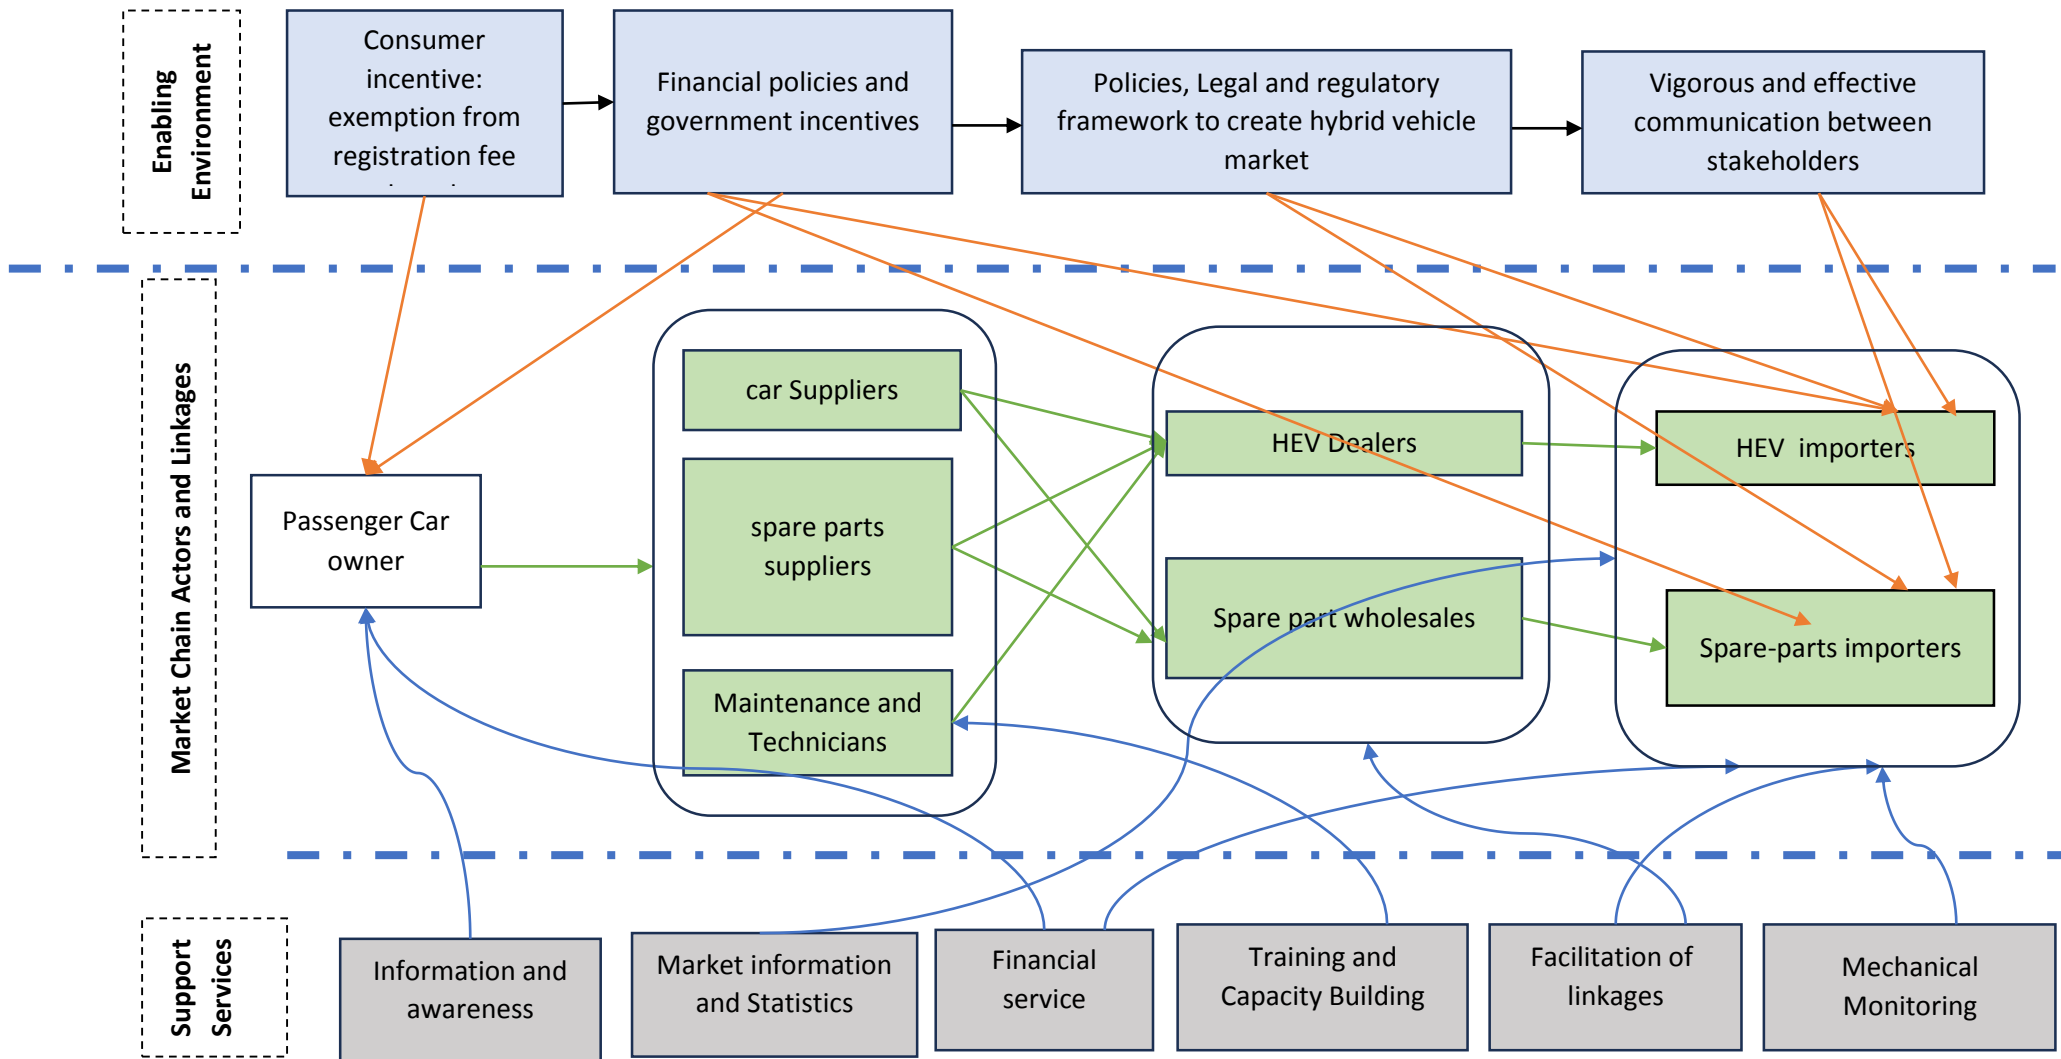 Enabling
Environment
Consumer
incentive:
exemption from
registration fee
Financial policies and
government incentives
Policies, Legal and regulatory
framework to create hybrid vehicle
market
Vigorous and effective
communication between
stakeholders
Market Chain Actors and Linkages
Passenger Car
owner
car Suppliers
spare parts
suppliers
Maintenance and
Technicians
HEV Dealers
Spare part wholesales
HEV  importers
Spare-parts importers
Support
Services
Information and
awareness
Market information
and Statistics
Financial
service
Training and
Capacity Building
Facilitation of
linkages
Mechanical
Monitoring